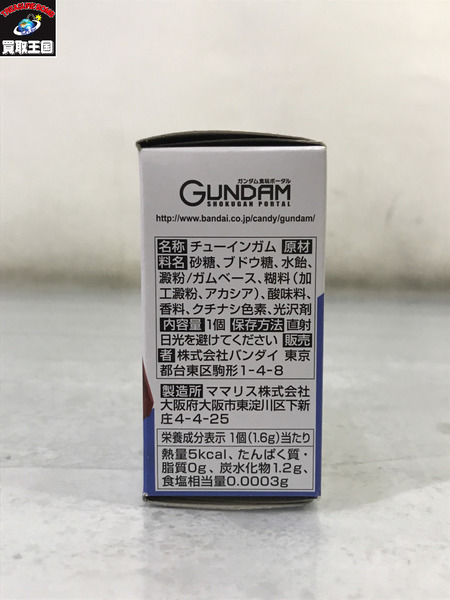 買取王国
ガンダム食玩ポータル
GUNDAM
SHOKUGAN PORTAL
http://www.bandai.co.jp/candy/gundam/
名称 チューインガム 原材
料名 砂糖、ブドウ糖、水飴、
澱粉/ガムベース、糊料(加
工澱粉、アカシア)、酸味料、
香料、クチナシ色素、光沢剤
内容量 1個 保存方法 直射
日光を避けてください 販売
者 株式会社バンダイ 東京
都台東区駒形1-4-8
製造所 ママリス株式会社
大阪府大阪市東淀川区下新
庄4-4-25
栄養成分表示 1個(1.6g)当たり
熱量5kcal、たんぱく質・
脂質0g、炭水化物1.2g、
食塩相当量0.0003g